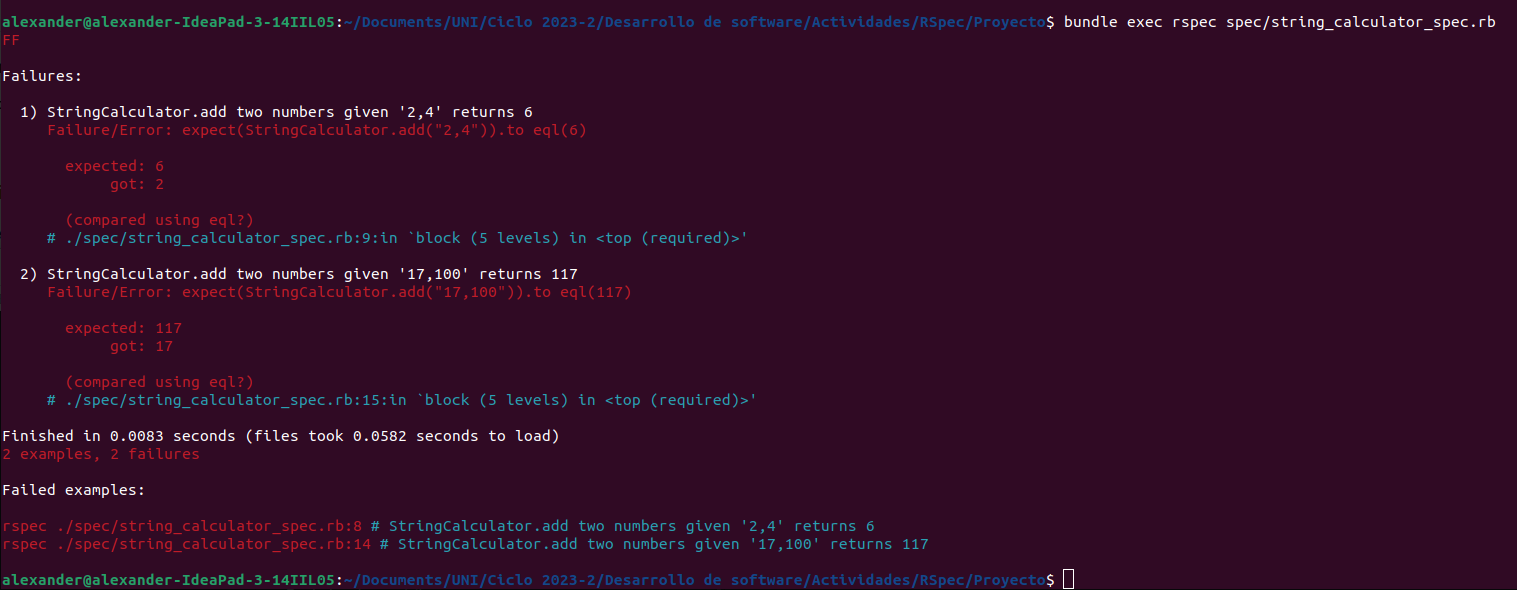 alexander@alexander-IdeaPad-3-14IIL05:~/Documents/UNI/Ciclo 2023-2/Desarrollo de software/Actividades/RSpec/Proyecto$ bundle exec rspec spec/string_calculator_spec.rb
FF

Failures:

  1) StringCalculator.add two numbers given '2,4' returns 6
     Failure/Error: expect(StringCalculator.add("2,4")).to eql(6)

       expected: 6
            got: 2

       (compared using eql?)
     # ./spec/string_calculator_spec.rb:9:in `block (5 levels) in <top (required)>'

  2) StringCalculator.add two numbers given '17,100' returns 117
     Failure/Error: expect(StringCalculator.add("17,100")).to eql(117)

       expected: 117
            got: 17

       (compared using eql?)
     # ./spec/string_calculator_spec.rb:15:in `block (5 levels) in <top (required)>'

Finished in 0.0083 seconds (files took 0.0582 seconds to load)
2 examples, 2 failures

Failed examples:

rspec ./spec/string_calculator_spec.rb:8 # StringCalculator.add two numbers given '2,4' returns 6
rspec ./spec/string_calculator_spec.rb:14 # StringCalculator.add two numbers given '17,100' returns 117

alexander@alexander-IdeaPad-3-14IIL05:~/Documents/UNI/Ciclo 2023-2/Desarrollo de software/Actividades/RSpec/Proyecto$